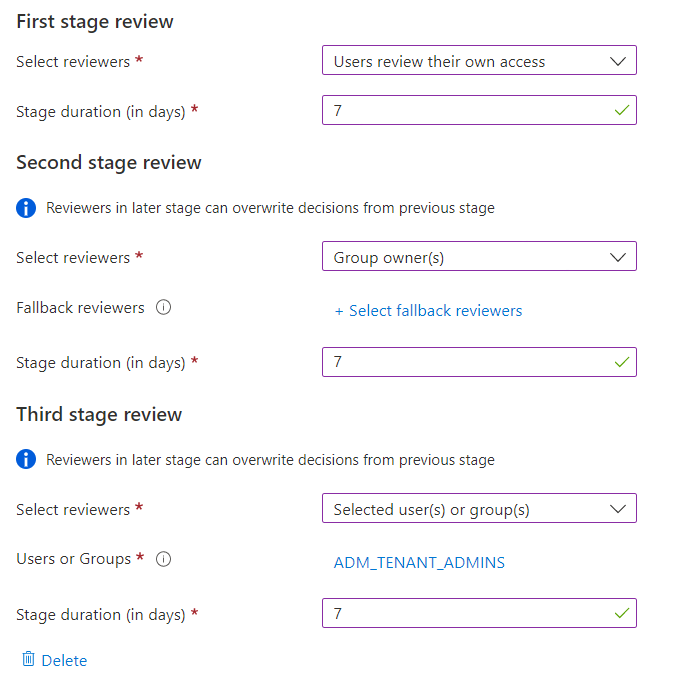 First stage review
Select reviewers *
Users review their own access
Stage duration (in days) *
7
Second stage review
Reviewers in later stage can overwrite decisions from previous stage
Select reviewers *
Group owner(s)
Fallback reviewers
+ Select fallback reviewers
Stage duration (in days) *
7
Third stage review
Reviewers in later stage can overwrite decisions from previous stage
Select reviewers *
Selected user(s) or group(s)
Users or Groups *
ADM_TENANT_ADMINS
Stage duration (in days) *
7
Delete